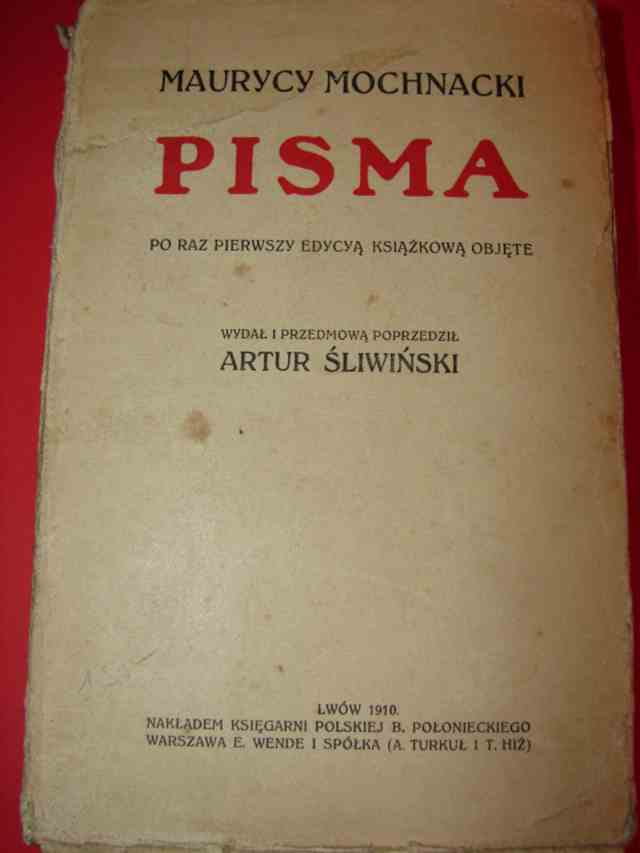 MAURYCY MOCHNACKI
PISMA
PO RAZ PIERWSZY EDYCYĄ KSIĄŻKOWĄ OBJĘTE
WYDAŁ I PRZEDMOWĄ POPRZEDZIŁ
ARTUR ŚLIWIŃSKI
LWÓW 1910.
NAKŁADEM KSIĘGARNI POLSKIEJ B. POŁONIECKIEGO
WARSZAWA E. WENDE I SPÓŁKA (A. TURKUŁ I T. HIŻ)